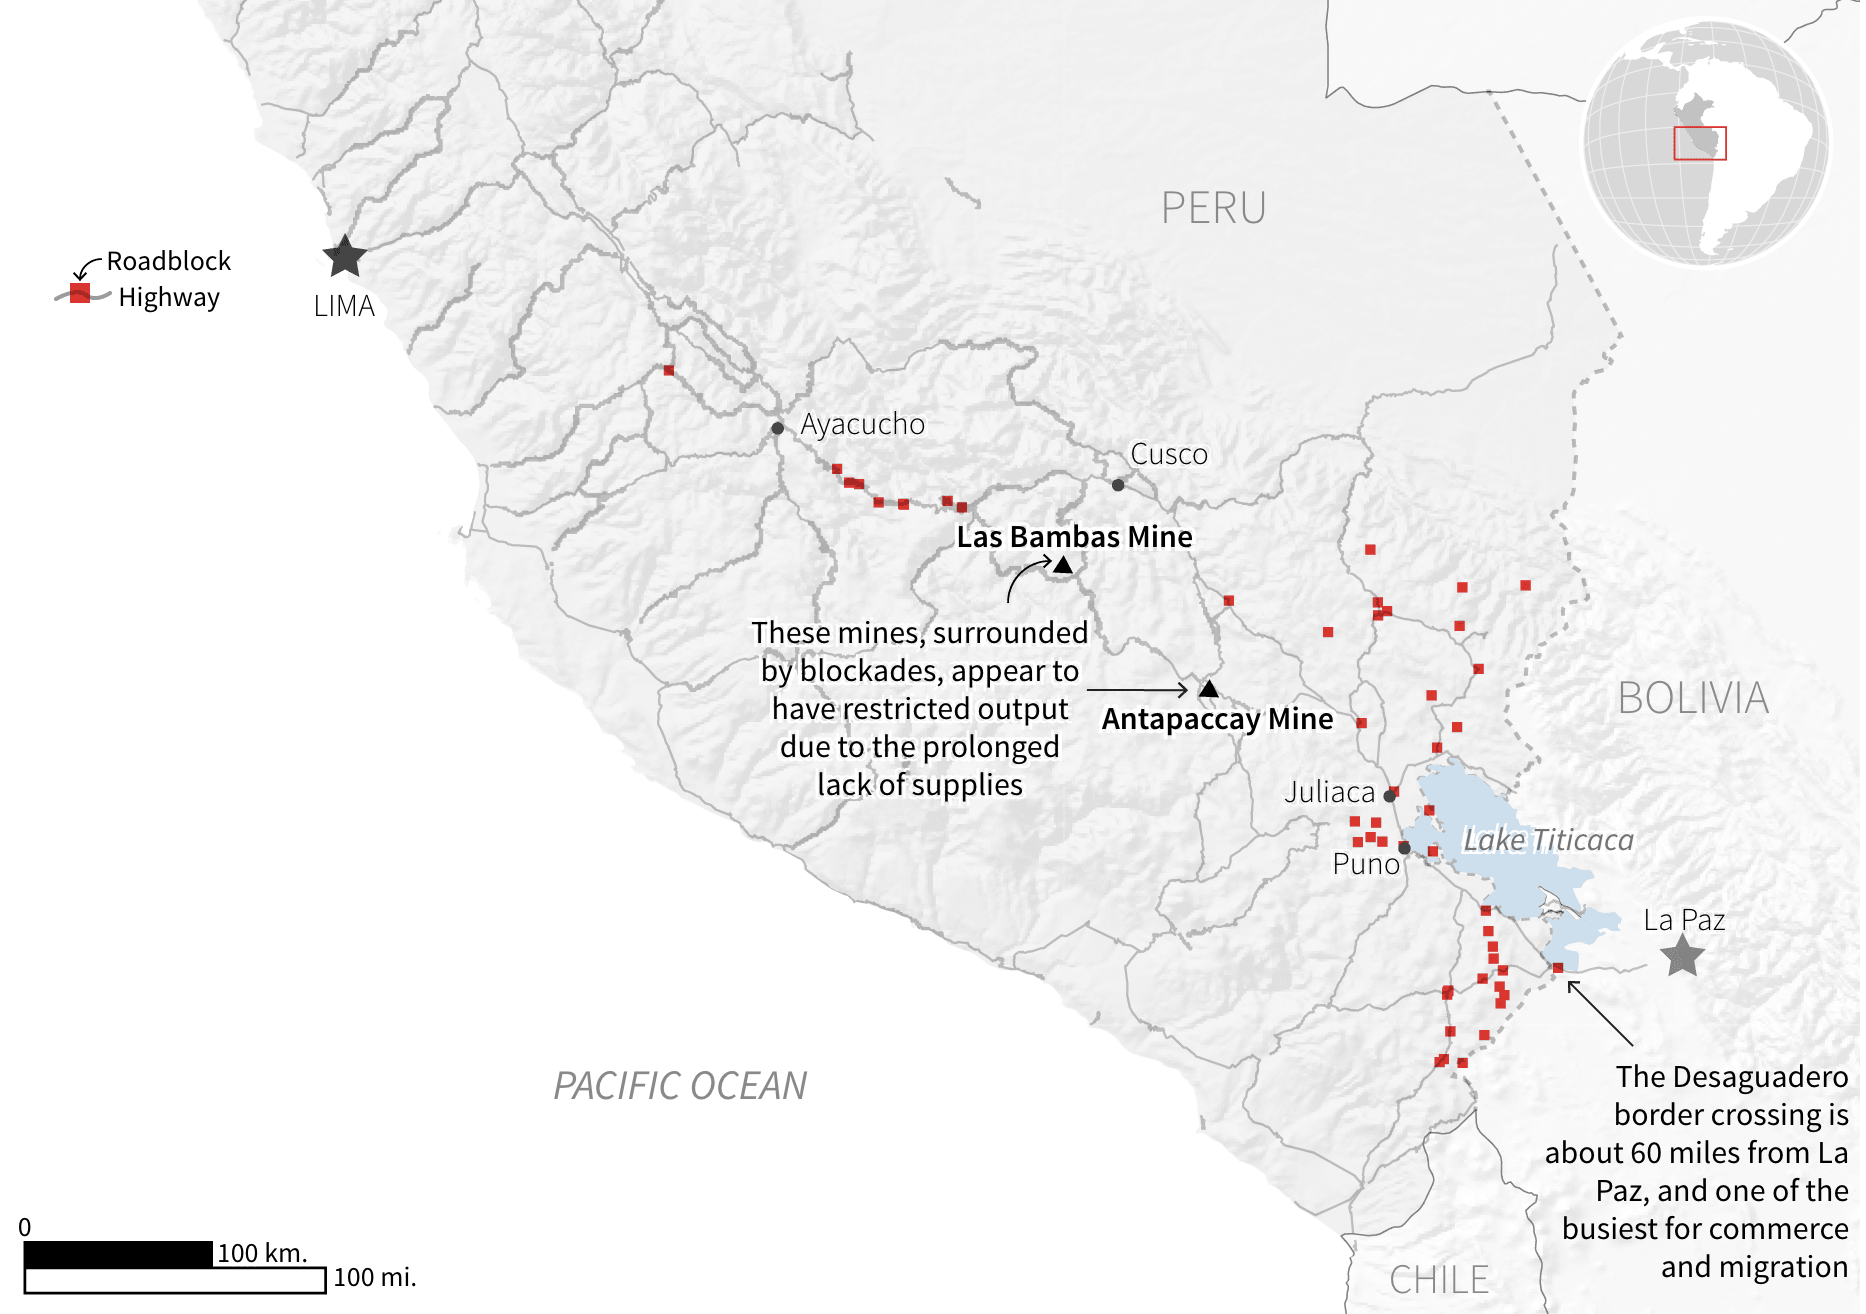 PERU
Roadblock
Highway
LIMA
Ayacucho
Cusco
Las Bambas Mine
These mines, surrounded
by blockades, appear to
have restricted output
due to the prolonged
lack of supplies
Antapaccay Mine
BOLIVIA
Juliaca
Puno
Lake Titicaca
La Paz
PACIFIC OCEAN
The Desaguadero
border crossing is
about 60 miles from La
Paz, and one of the
busiest for commerce
and migration
CHILE
0
100 km.
100 mi.